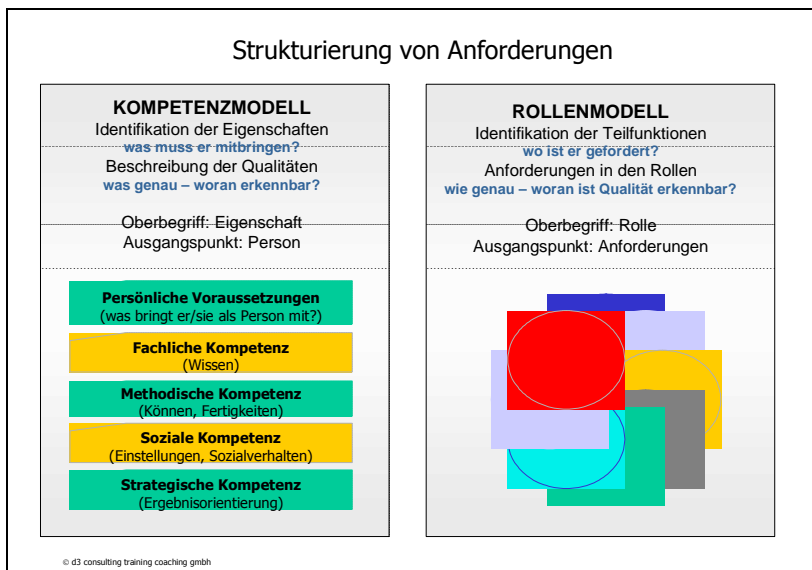 Strukturierung von Anforderungen
KOMPETENZMODELL
Identifikation der Eigenschaften
was muss er mitbringen?
Beschreibung der Qualitäten
was genau – woran erkennbar?
Oberbegriff: Eigenschaft
Ausgangspunkt: Person
Persönliche Voraussetzungen
(was bringt er/sie als Person mit?)
Fachliche Kompetenz
(Wissen)
Methodische Kompetenz
(Können, Fertigkeiten)
Soziale Kompetenz
(Einstellungen, Sozialverhalten)
Strategische Kompetenz
(Ergebnisorientierung)
ROLLENMODELL
Identifikation der Teilfunktionen
wo ist er gefordert?
Anforderungen in den Rollen
wie genau – woran ist Qualität erkennbar?
Oberbegriff: Rolle
Ausgangspunkt: Anforderungen
© d3 consulting training coaching gmbh